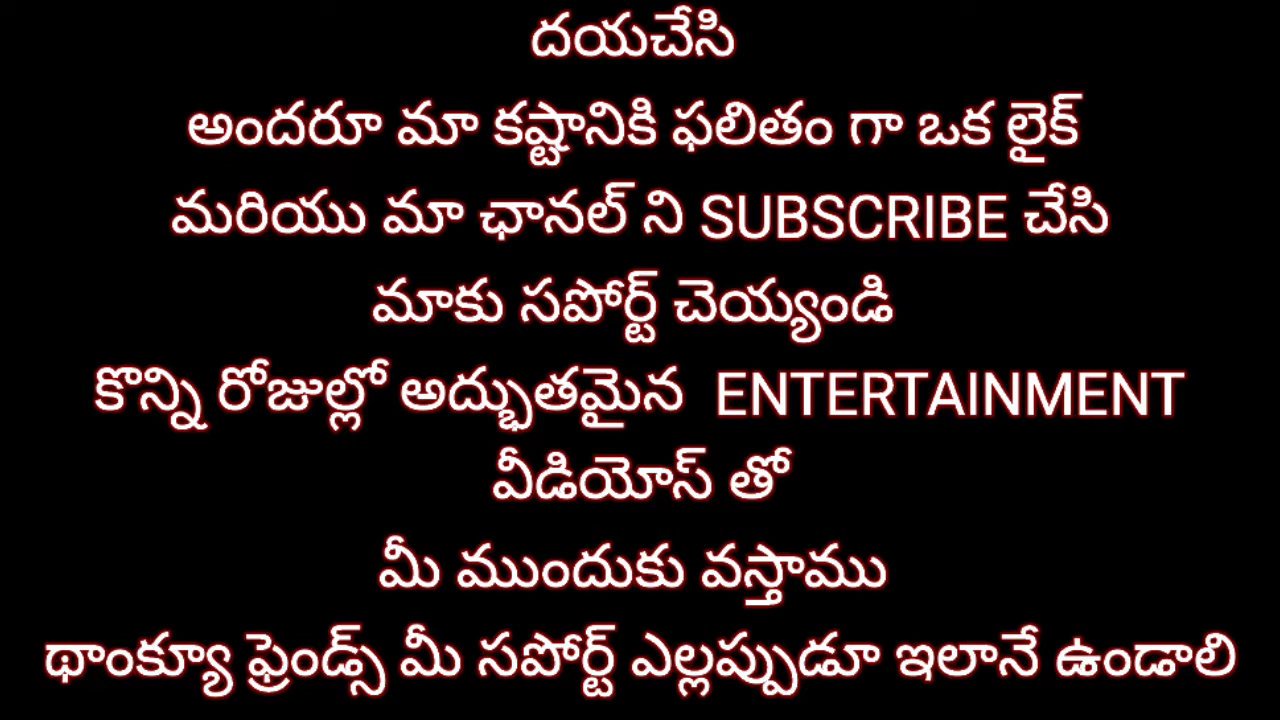 దయచేసి
అందరూ మా కష్టానికి ఫలితం గా ఒక లైక్
మరియు మా ఛానల్ ని SUBSCRIBE చేసి
మాకు సపోర్ట్ చెయ్యండి
కొన్ని రోజుల్లో అద్భుతమైన ENTERTAINMENT
వీడియోస్ తో
మీ ముందుకు వస్తాము
థాంక్యూ ఫ్రెండ్స్ మీ సపోర్ట్ ఎల్లప్పుడూ ఇలానే ఉండాలి